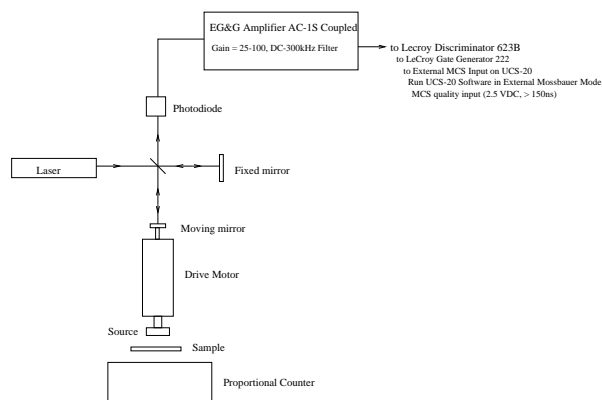 EG&G Amplifier AC-1S Coupled
Gain = 25-100, DC-300kHz Filter
to Lecroy Discriminator 623B
to LeCroy Gate Generator 222
to External MCS Input on UCS-20
Run UCS-20 Software in External Mossbauer Mode
MCS quality input (2.5 VDC, > 150ns)
Photodiode
Laser
Fixed mirror
Moving mirror
Drive Motor
Source
Sample
Proportional Counter